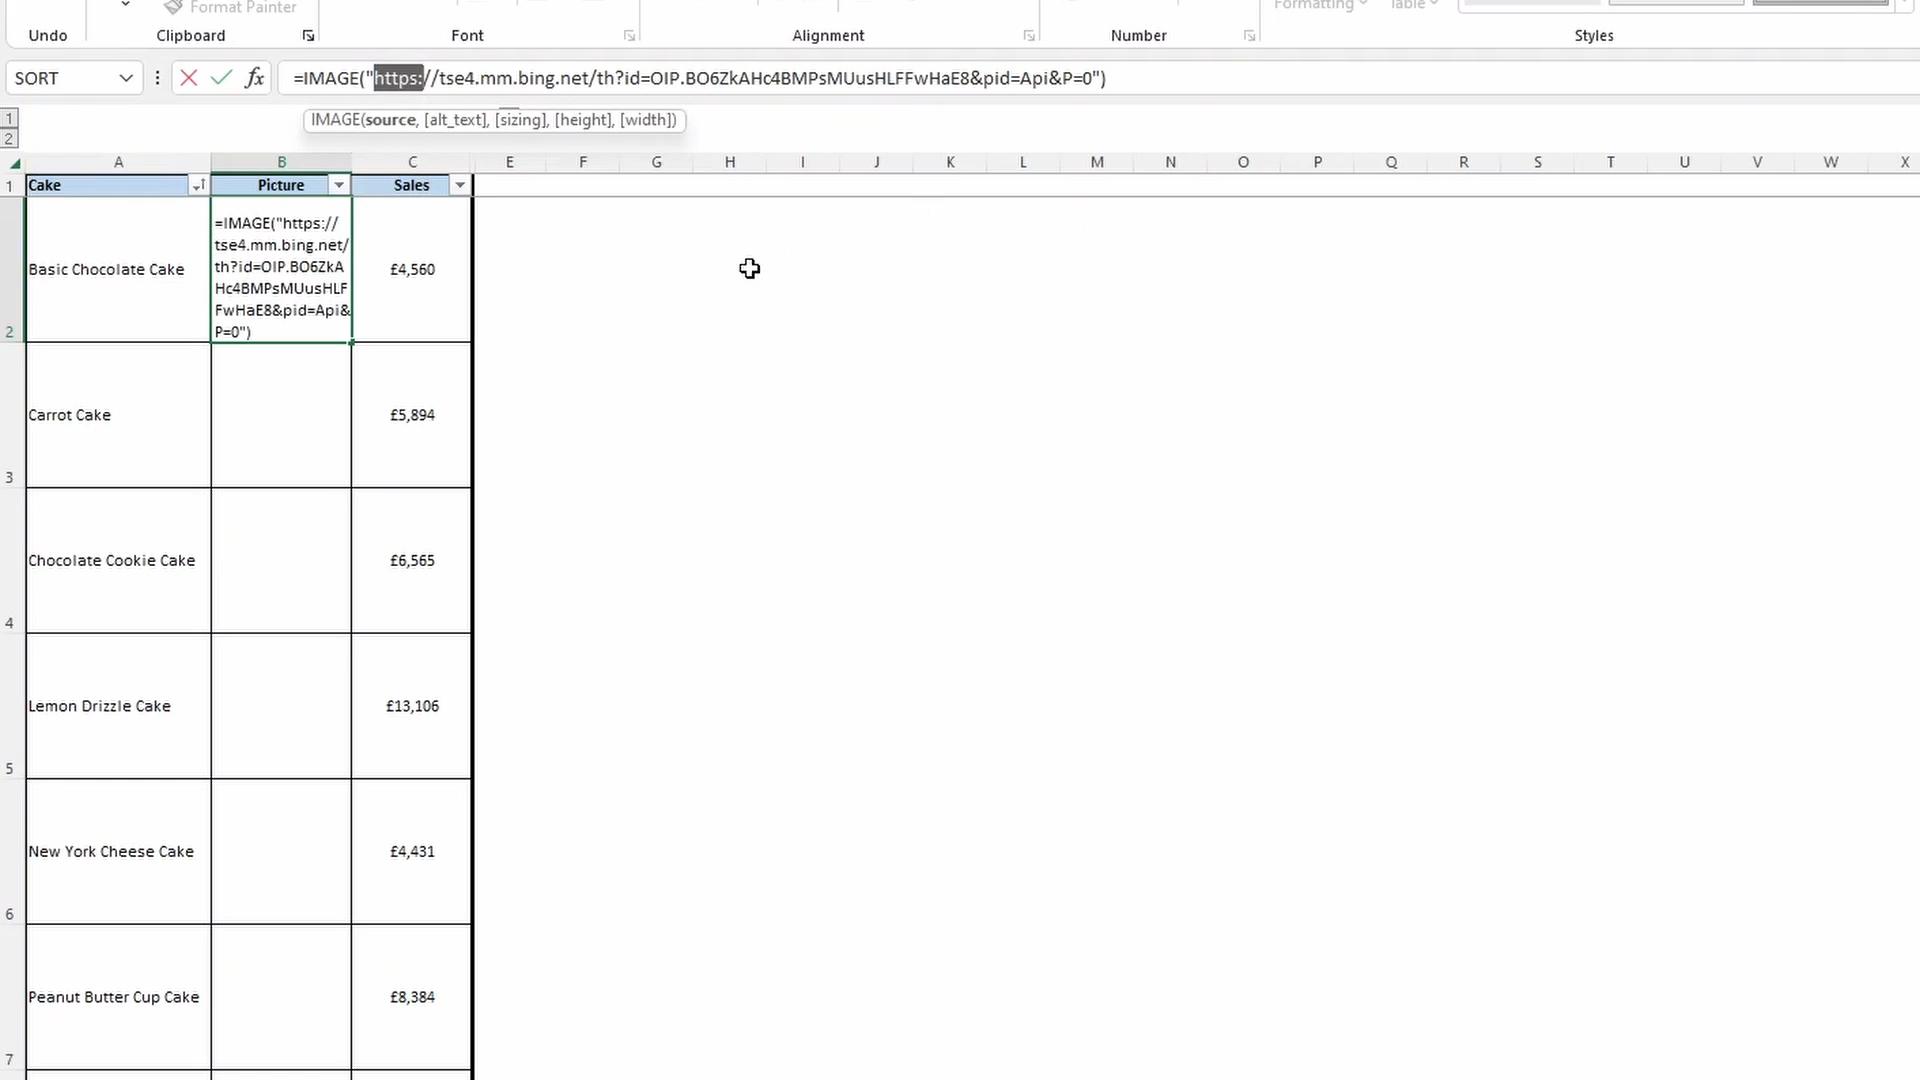 Format Painter
Formatting
Table
Undo
Clipboard
Font
Alignment
Number
Styles
SORT
fx
=IMAGE("https://tse4.mm.bing.net/th?id=OIP.BO6ZkAHc4BMPsMUusHLFFwHaE8&pid=Api&P=0")
IMAGE(source, [alt_text], [sizing], [height], [width])
1
2
A B C E F G H I J K L M N O P Q R S T U V W X
1 Cake Picture Sales
=IMAGE("https://
tse4.mm.bing.net/
th?id=OIP.BO6ZkA
Hc4BMPsMUusHLF
FwHaE8&pid=Api&
P=0")
Basic Chocolate Cake £4,560
2
Carrot Cake £5,894
3
Chocolate Cookie Cake £6,565
4
Lemon Drizzle Cake £13,106
5
New York Cheese Cake £4,431
6
Peanut Butter Cup Cake £8,384
7